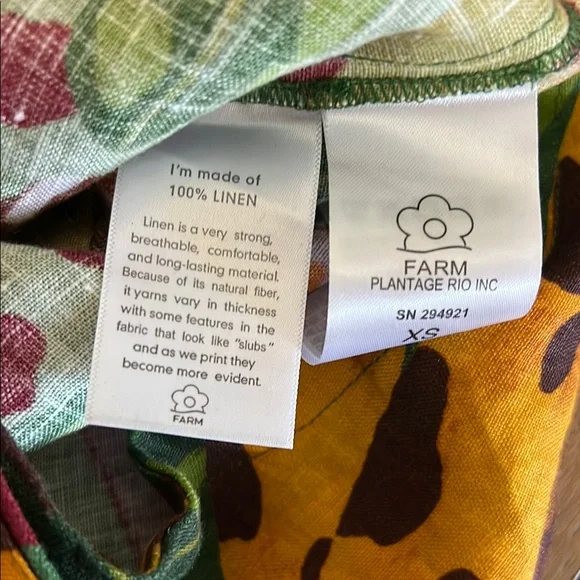 I'm made of
100% LINEN
Linen is a very strong,
breathable, comfortable,
and long-lasting material.
Because of its natural fiber,
it yarns vary in thickness
with some features in the
fabric that look like "slubs"
and as we print they
become more evident.
FARM
FARM
PLANTAGE RIO INC
SN 294921
XS